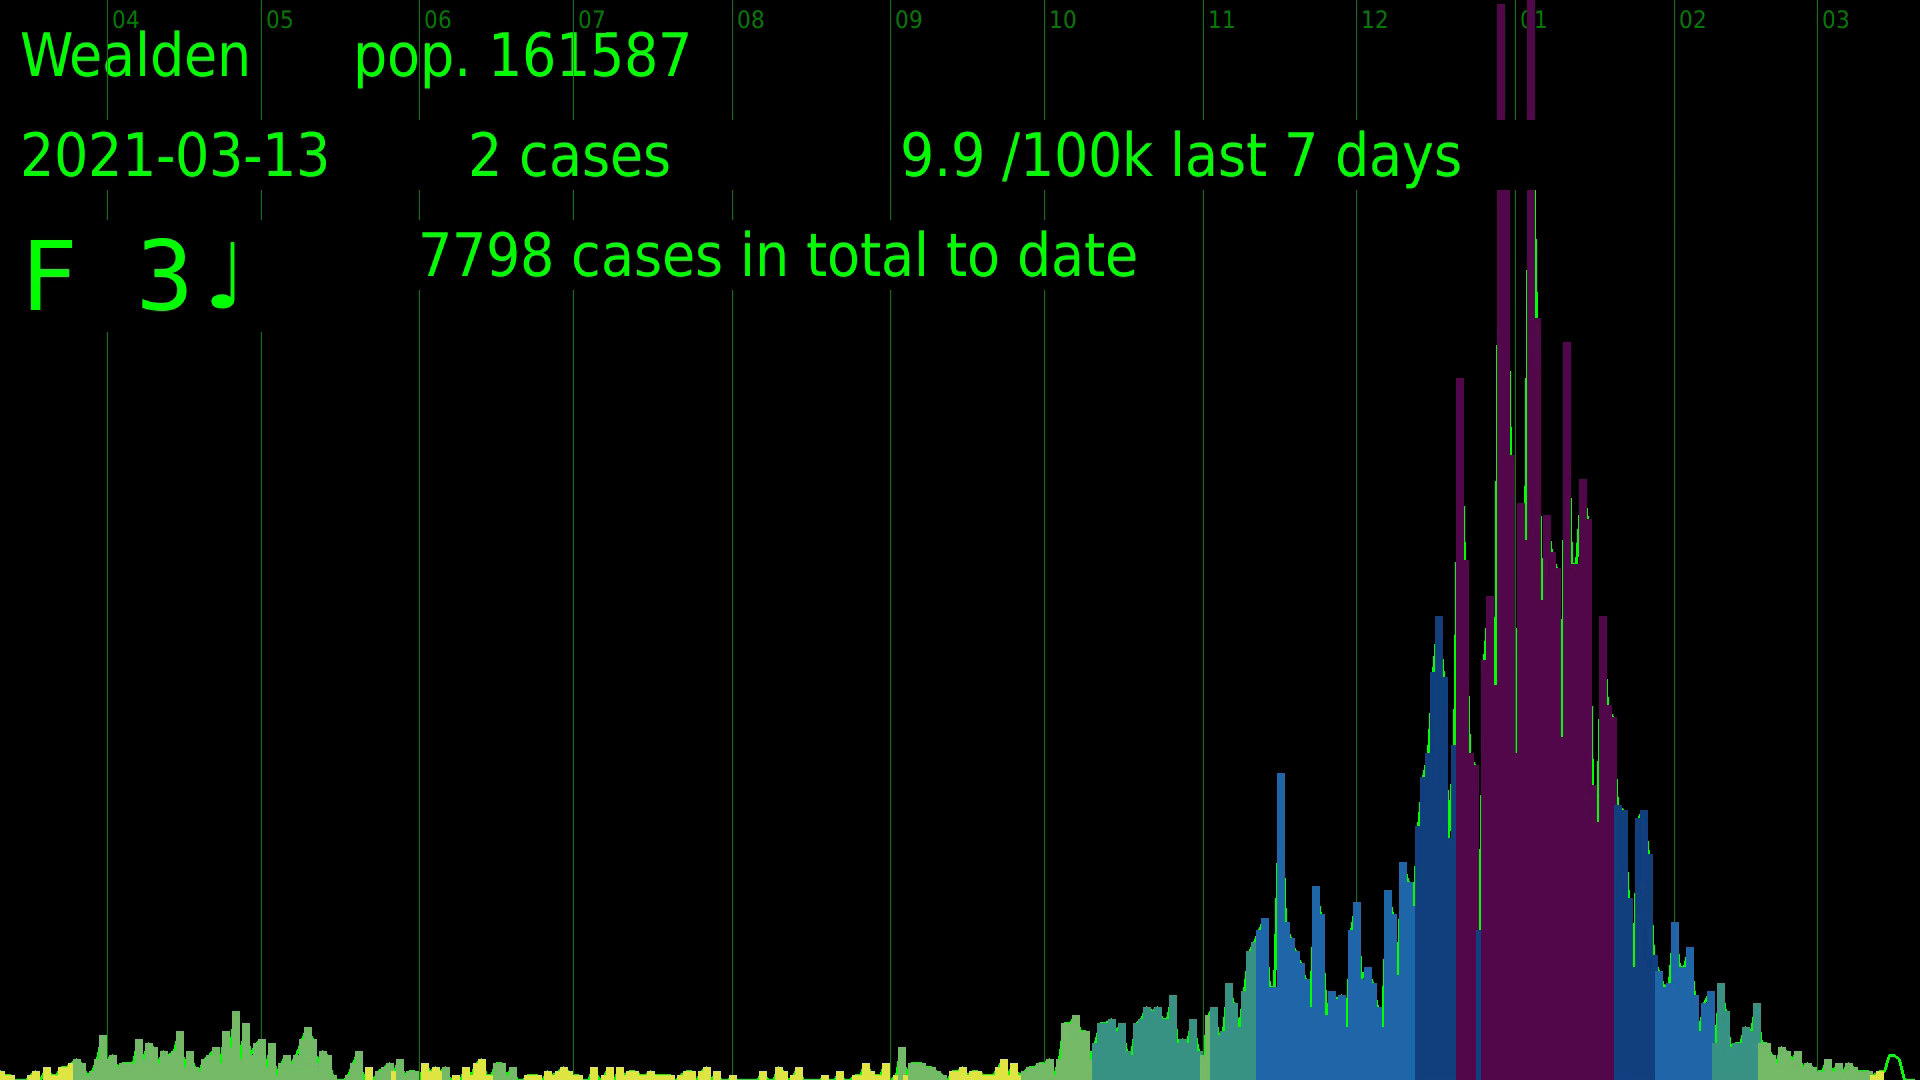 04 05 06 07 08 09 10 11 12 01 02 03
Wealden pop. 161587
2021-03-13 2 cases 9.9 /100k last 7 days
F 3♩ 7798 cases in total to date